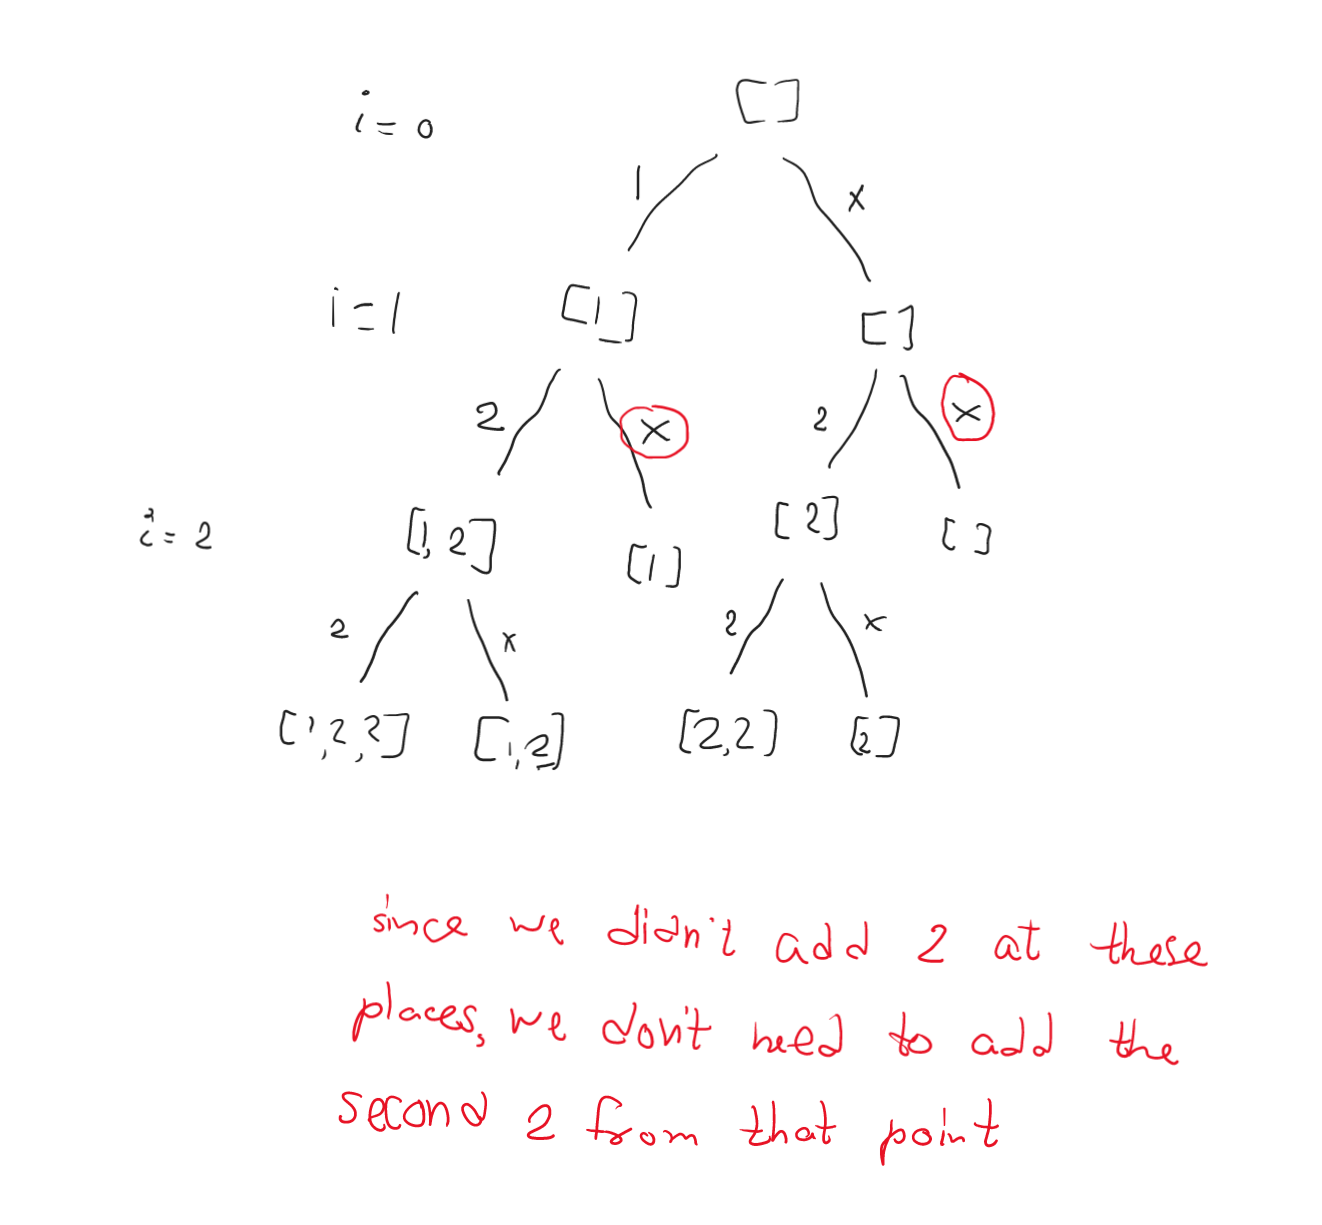 i = 0 []
1 x
i = 1 [1] []
2 x 2 x
i = 2 [1, 2] [1] [2] []
2 x 2 x
[1,2,2] [1,2] [2,2] [2]
since we didn't add 2 at these
places, we don't need to add the
second 2 from that point